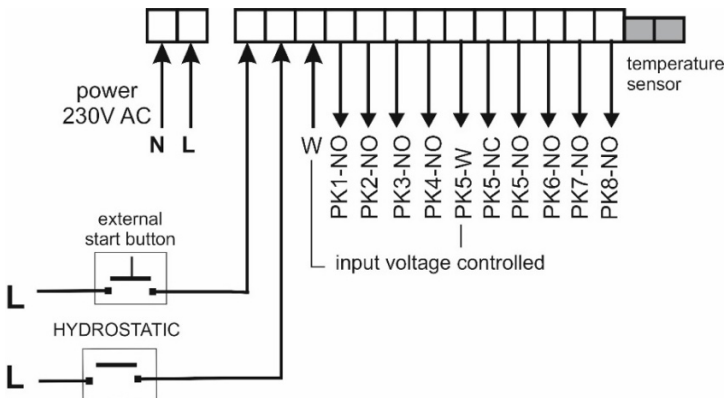 temperature
sensor
power
230V AC
N L
W
PK1-NO
PK2-NO
PK3-NO
PK4-NO
PK5-W
PK5-NC
PK5-NO
PK6-NO
PK7-NO
PK8-NO
external
start button
input voltage controlled
L
HYDROSTATIC
L